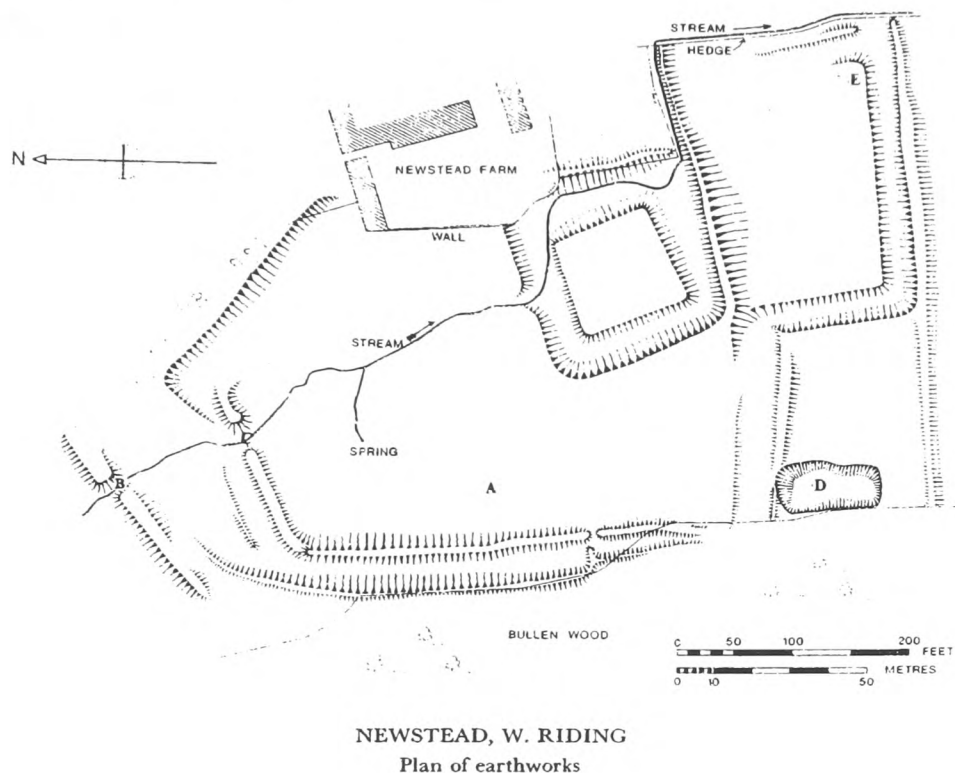 STREAM
HEDGE
E
N
NEWSTEAD FARM
WALL
STREAM
SPRING
B
C
A
D
BULLEN WOOD
0 50 100 200 FEET
0 10 50 METRES
NEWSTEAD, W. RIDING
Plan of earthworks